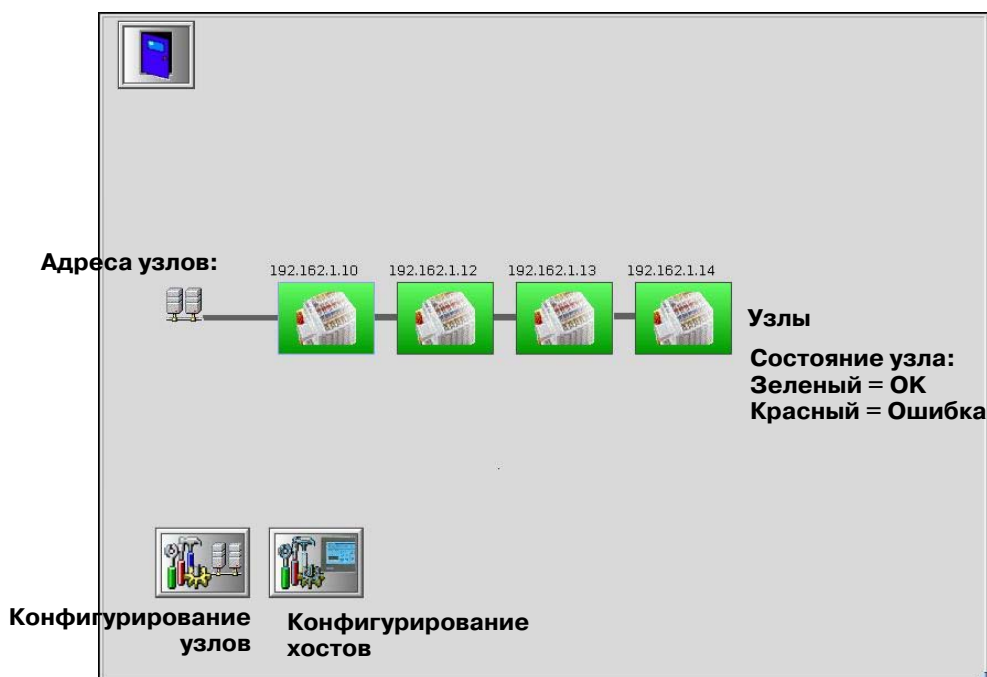 Адреса узлов:
192.162.1.10 192.162.1.12 192.162.1.13 192.162.1.14
Узлы
Состояние узла:
Зеленый = OK
Красный = Ошибка
Конфигурирование
узлов
Конфигурирование
хостов